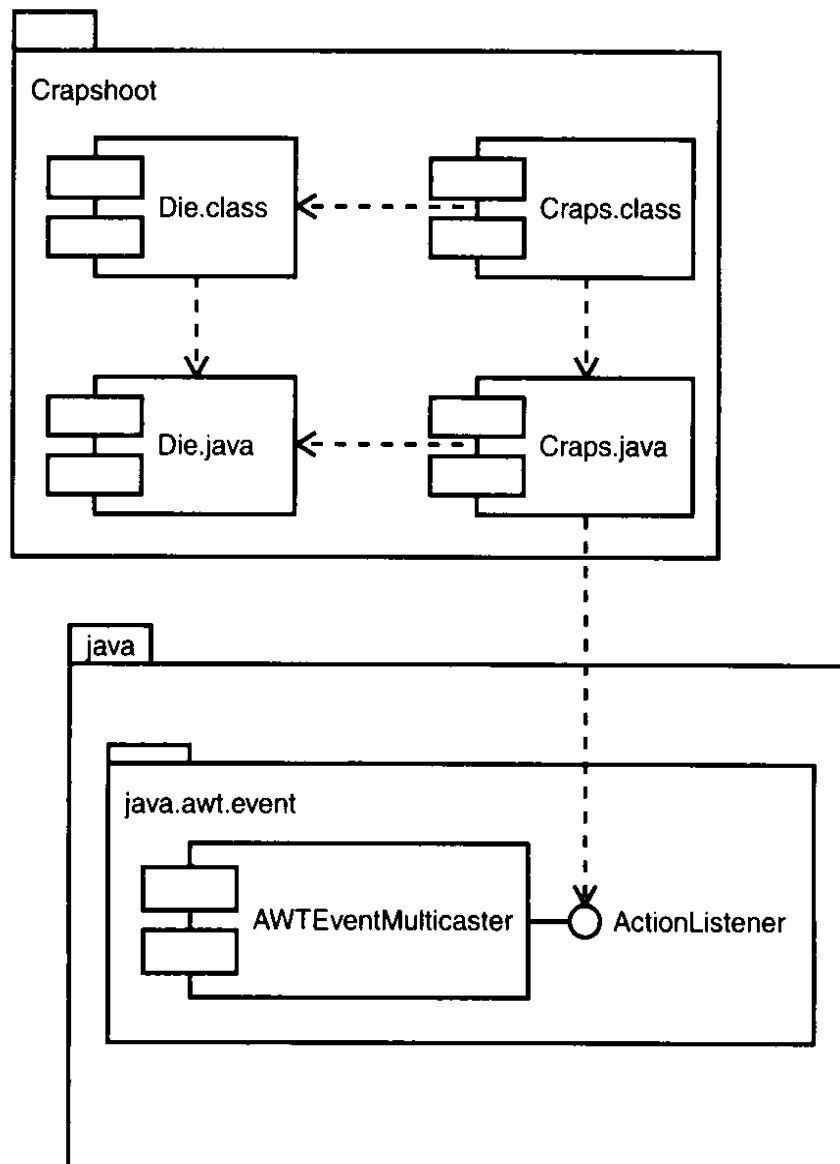 Crapshoot
Die.class
Craps.class
Die.java
Craps.java
java
java.awt.event
AWTEventMulticaster
ActionListener